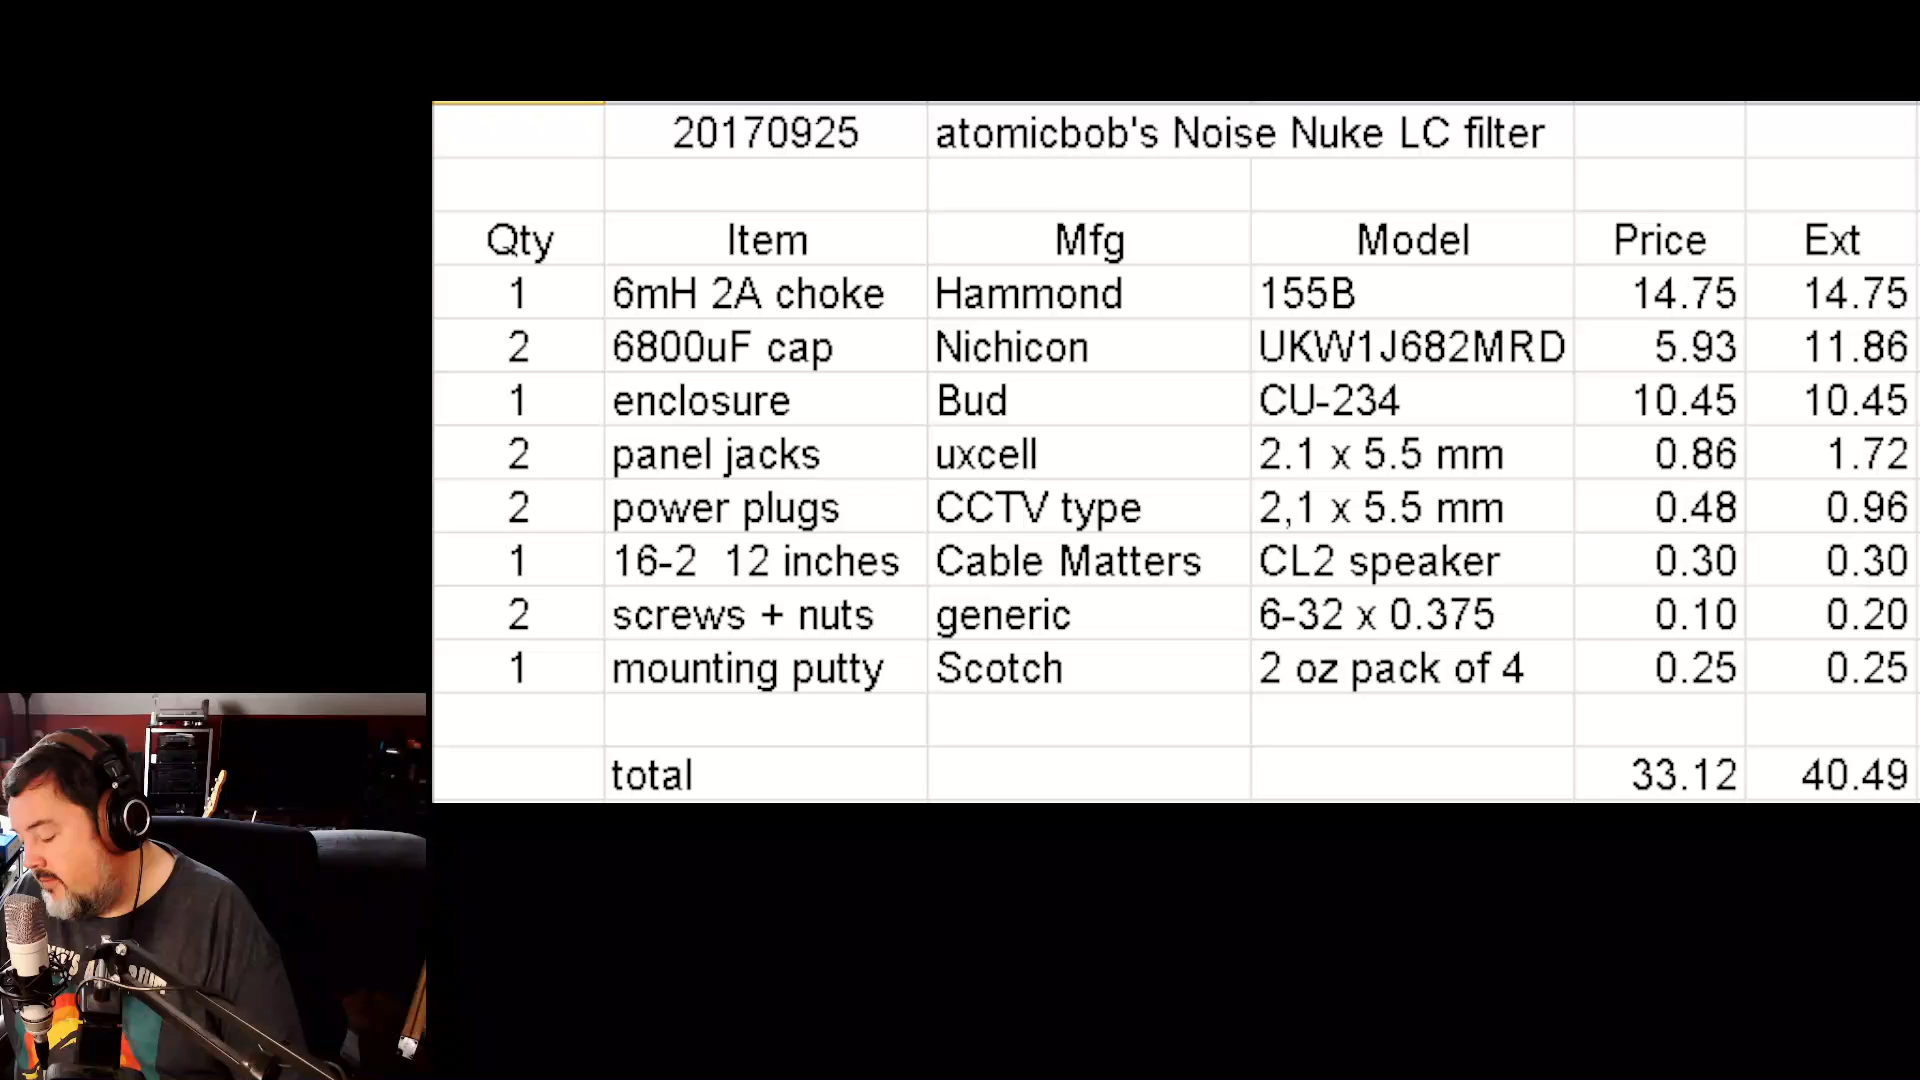 20170925 atomicbob's Noise Nuke LC filter
Qty Item Mfg Model Price Ext
1 6mH 2A choke Hammond 155B 14.75 14.75
2 6800uF cap Nichicon UKW1J682MRD 5.93 11.86
1 enclosure Bud CU-234 10.45 10.45
2 panel jacks uxcell 2.1 x 5.5 mm 0.86 1.72
2 power plugs CCTV type 2,1 x 5.5 mm 0.48 0.96
1 16-2 12 inches Cable Matters CL2 speaker 0.30 0.30
2 screws + nuts generic 6-32 x 0.375 0.10 0.20
1 mounting putty Scotch 2 oz pack of 4 0.25 0.25
total 33.12 40.49